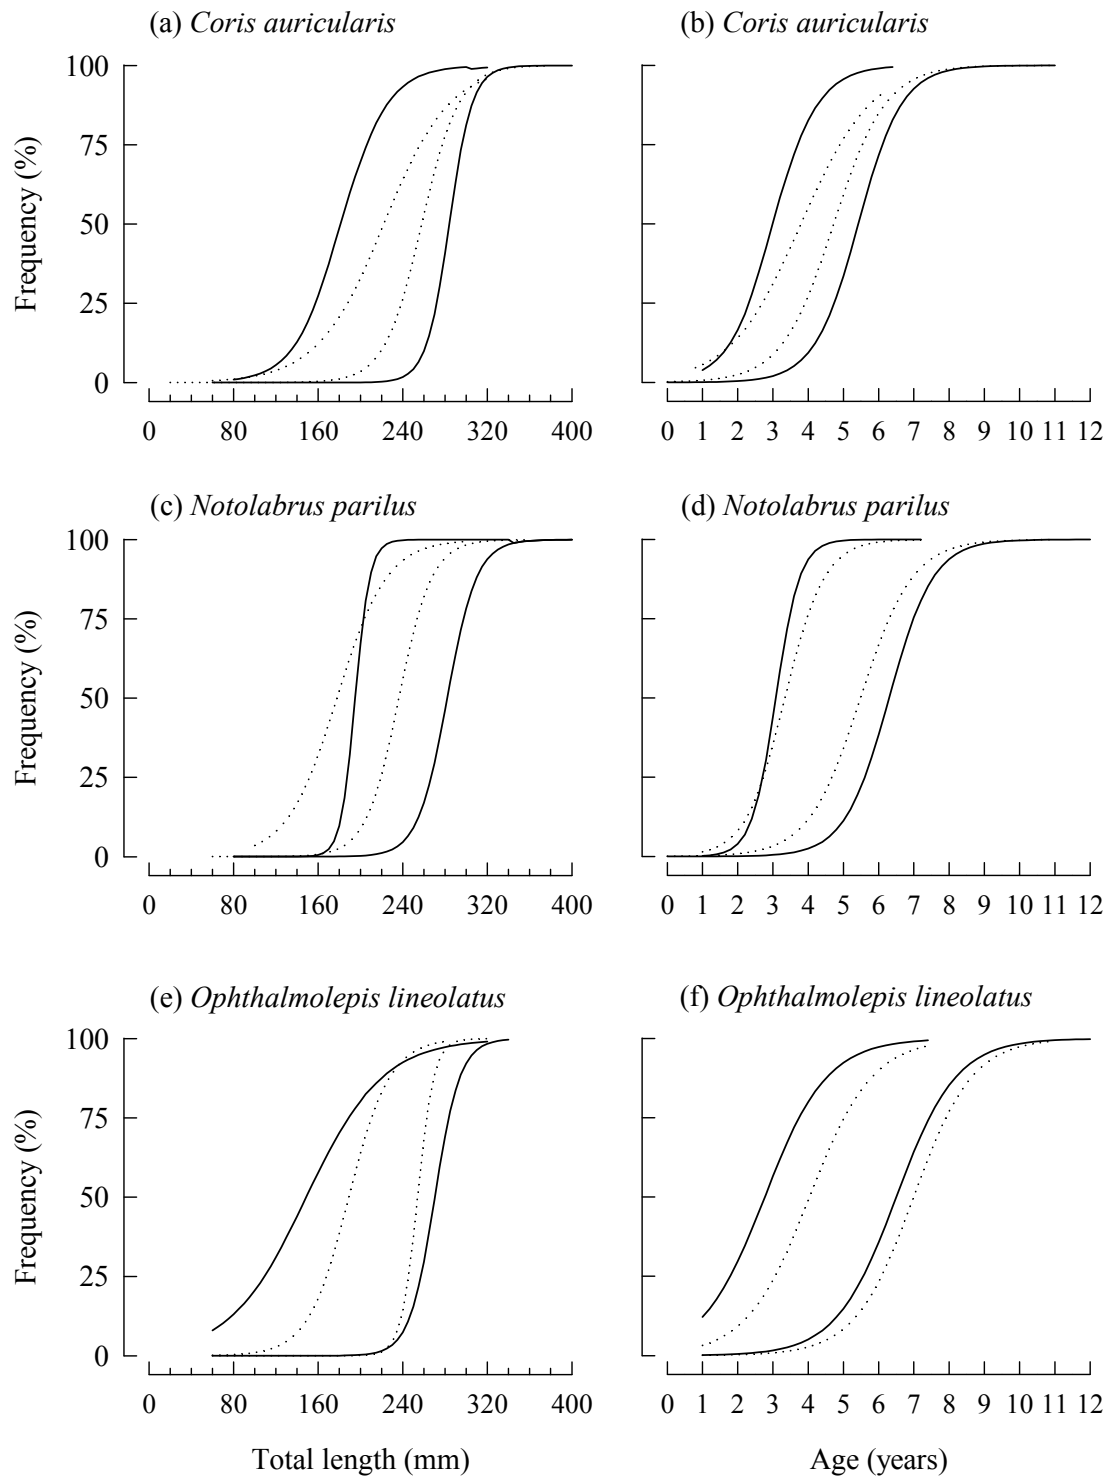 (a) Coris auricularis
(b) Coris auricularis
100
75
50
25
0
Frequency (%)
0 80 160 240 320 400
0 1 2 3 4 5 6 7 8 9 10 11 12
(c) Notolabrus parilus
(d) Notolabrus parilus
100
75
50
25
0
Frequency (%)
0 80 160 240 320 400
0 1 2 3 4 5 6 7 8 9 10 11 12
(e) Ophthalmolepis lineolatus
(f) Ophthalmolepis lineolatus
100
75
50
25
0
Frequency (%)
0 80 160 240 320 400
0 1 2 3 4 5 6 7 8 9 10 11 12
Total length (mm)
Age (years)